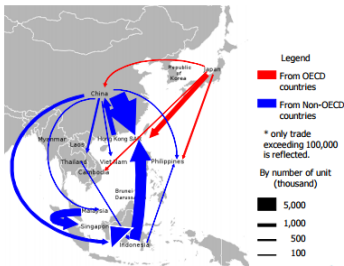 Republic
of Korea
Japan
China
Myanmar
Hong Kong SAR
Laos
Thailand
Viet Nam
Philippines
Cambodia
Brunei
Darussalam
Malaysia
Singapore
Indonesia
Legend
From OECD
countries
From Non-OECD
countries
* only trade
exceeding 100,000
is reflected.
By number of unit
(thousand)
5,000
1,000
500
100